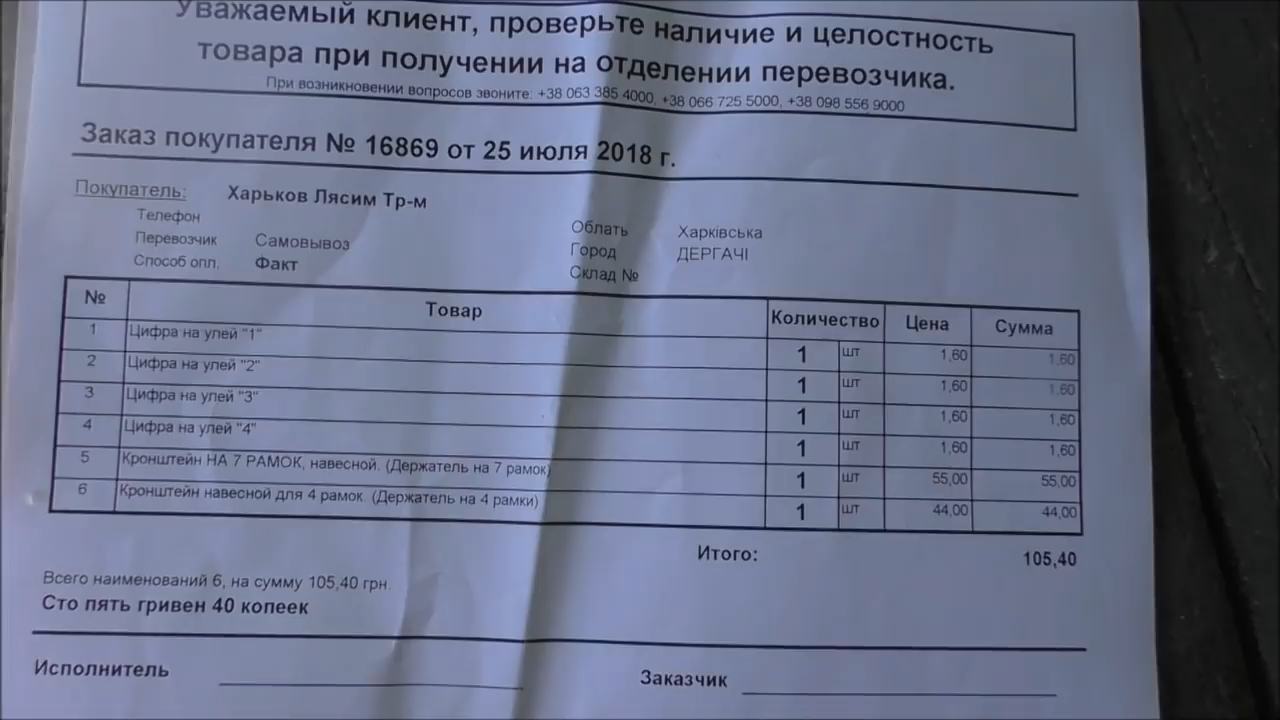 Уважаемый клиент, проверьте наличие и целостность
товара при получении на отделении перевозчика.
При возникновении вопросов звоните: +38 063 385 4000, +38 066 725 5000, +38 098 556 9000
Заказ покупателя № 16869 от 25 июля 2018 г.
Покупатель: Харьков Лясим Тр-м
Телефон
Облать Харківська
Перевозчик Самовывоз
Город ДЕРГАЧІ
Способ опл. Факт
Склад №
№ Товар Количество Цена Сумма
1 Цифра на улей "1" 1 шт 1,60 1,60
2 Цифра на улей "2" 1 шт 1,60 1,60
3 Цифра на улей "3" 1 шт 1,60 1,60
4 Цифра на улей "4" 1 шт 1,60 1,60
5 Кронштейн НА 7 РАМОК, навесной. (Держатель на 7 рамок) 1 шт 55,00 55,00
6 Кронштейн навесной для 4 рамок. (Держатель на 4 рамки) 1 шт 44,00 44,00
Итого: 105,40
Всего наименований 6, на сумму 105,40 грн.
Сто пять гривен 40 копеек
Исполнитель Заказчик